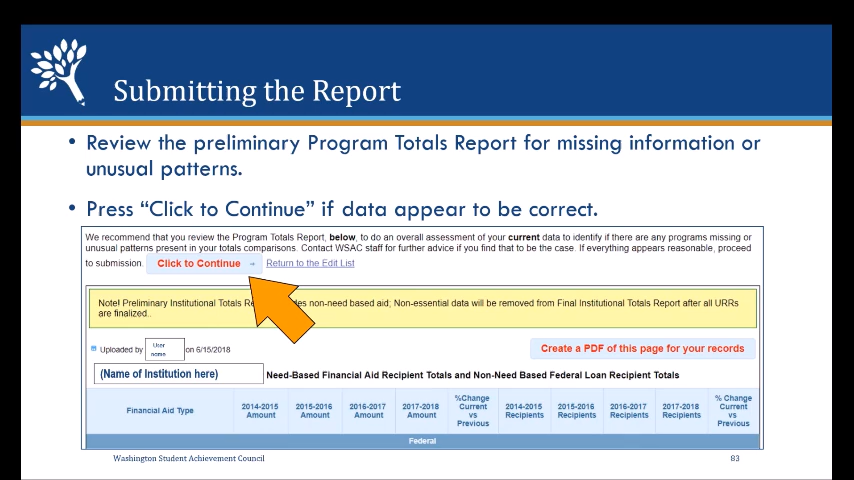 Submitting the Report
• Review the preliminary Program Totals Report for missing information or
unusual patterns.
• Press “Click to Continue” if data appear to be correct.
We recommend that you review the Program Totals Report, below, to do an overall assessment of your current data to identify if there are any programs missing or
unusual patterns present in your totals comparisons. Contact WSAC staff for further advice if you find that to be the case. If everything appears reasonable, proceed
to submission. Click to Continue → Return to the Edit List
Note! Preliminary Institutional Totals non-need based aid; Non-essential data will be removed from Final Institutional Totals Report after all URRs
are finalized..
Uploaded by User name on 6/15/2018
Create a PDF of this page for your records
(Name of Institution here) Need-Based Financial Aid Recipient Totals and Non-Need Based Federal Loan Recipient Totals
Financial Aid Type
2014-2015 Amount
2015-2016 Amount
2016-2017 Amount
2017-2018 Amount
%Change Current vs Previous
2014-2015 Recipients
2015-2016 Recipients
2016-2017 Recipients
2017-2018 Recipients
% Change Current vs Previous
Federal
Washington Student Achievement Council
83